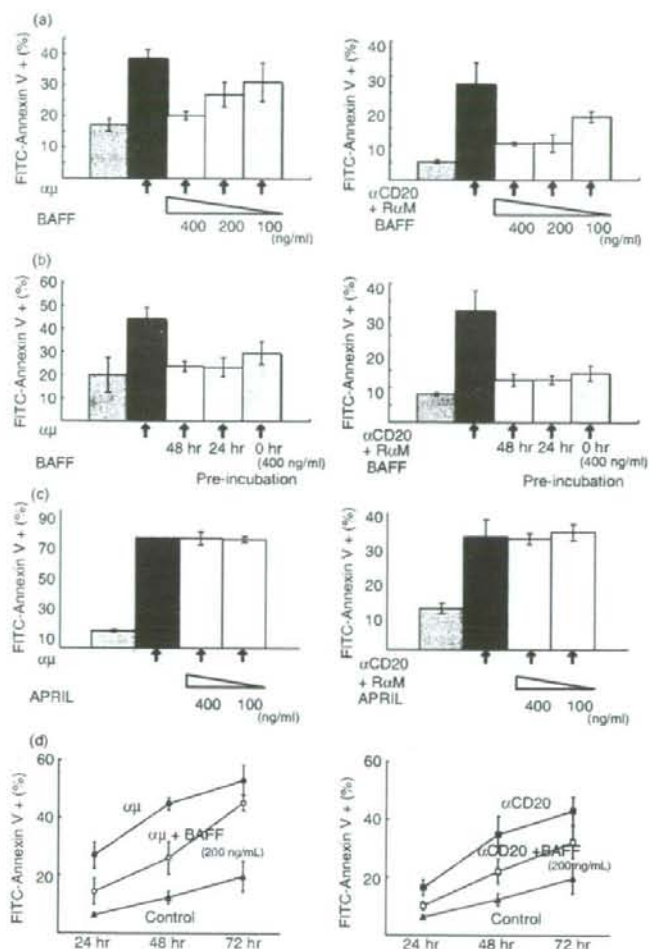 (a)
FITC-Annexin V + (%)
40
30
20
10
αμ
BAFF
400 200 100
(ng/ml)
FITC-Annexin V + (%)
40
30
20
10
αCD20
+ RαM
BAFF
400 200 100
(ng/ml)
(b)
FITC-Annexin V + (%)
60
50
40
30
20
10
αμ
48 hr 24 hr 0 hr
BAFF
(400 ng/ml)
Pre-incubation
FITC-Annexin V + (%)
40
30
20
10
αCD20
+ RαM
BAFF
48 hr 24 hr 0 hr
(400 ng/ml)
Pre-incubation
(c)
FITC-Annexin V + (%)
90
70
50
30
10
αμ
APRIL
400 100
(ng/ml)
FITC-Annexin V + (%)
40
30
20
10
αCD20
+ RαM
APRIL
400 100
(ng/ml)
(d)
FITC-Annexin V + (%)
60
40
20
αμ
αμ + BAFF
(200 ng/mL)
Control
24 hr 48 hr 72 hr
FITC-Annexin V + (%)
60
40
20
αCD20
αCD20 +BAFF
(200ng/mL)
Control
24 hr 48 hr 72 hr